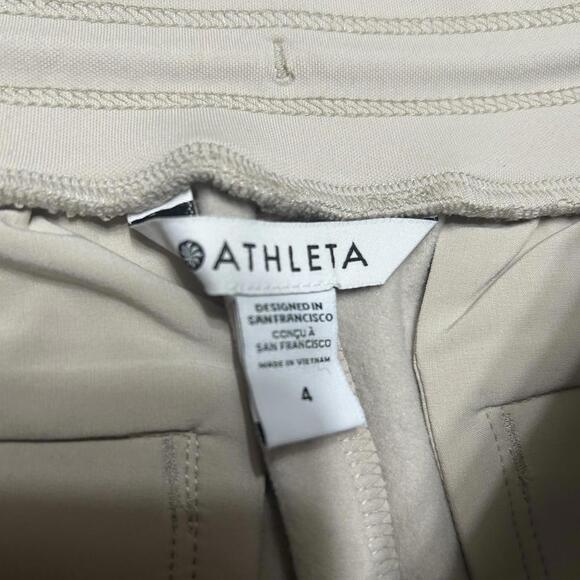 ATHLETA
DESIGNED IN
SAN FRANCISCO
CONÇU À
SAN FRANCISCO
MADE IN VIETNAM
4